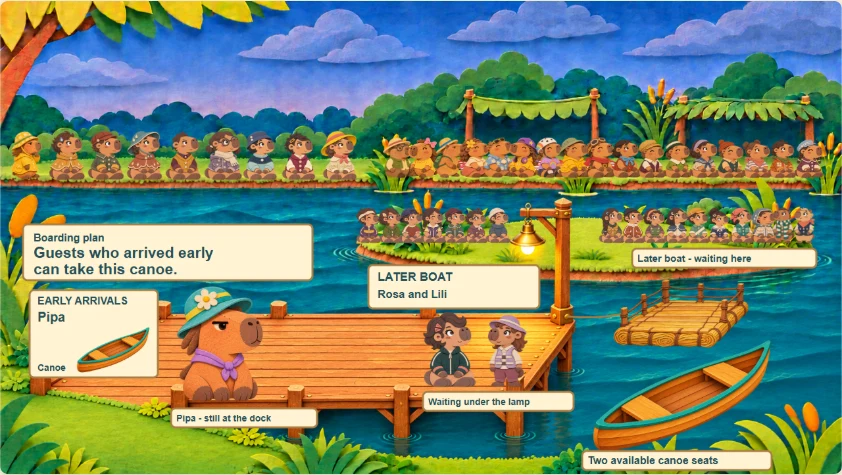 Boarding plan
Guests who arrived early
can take this canoe.
EARLY ARRIVALS
Pipa
Canoe
LATER BOAT
Rosa and Lili
Later boat - waiting here
Pipa - still at the dock
Waiting under the lamp
Two available canoe seats